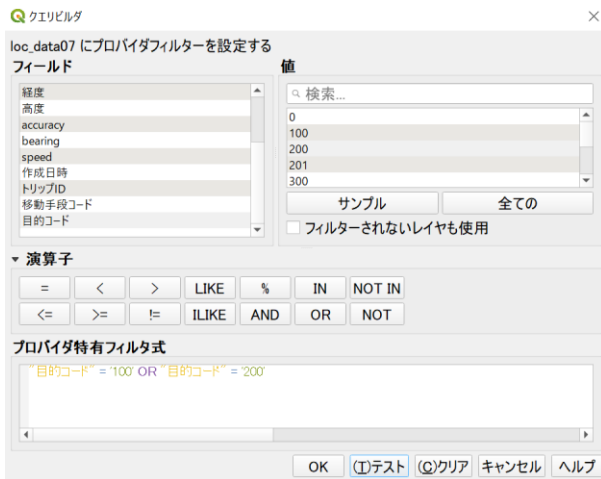 クエリビルダ
loc_data07 にプロバイダフィルターを設定する
フィールド
値
経度
高度
accuracy
bearing
speed
作成日時
トリップID
移動手段コード
目的コード
検索...
0
100
200
201
300
サンプル
全ての
フィルターされないレイヤも使用
演算子
= < > LIKE % IN NOT IN
<= >= != ILIKE AND OR NOT
プロバイダ特有フィルタ式
"目的コード" = '100' OR "目的コード" = '200'
OK (T)テスト (C)クリア キャンセル ヘルプ